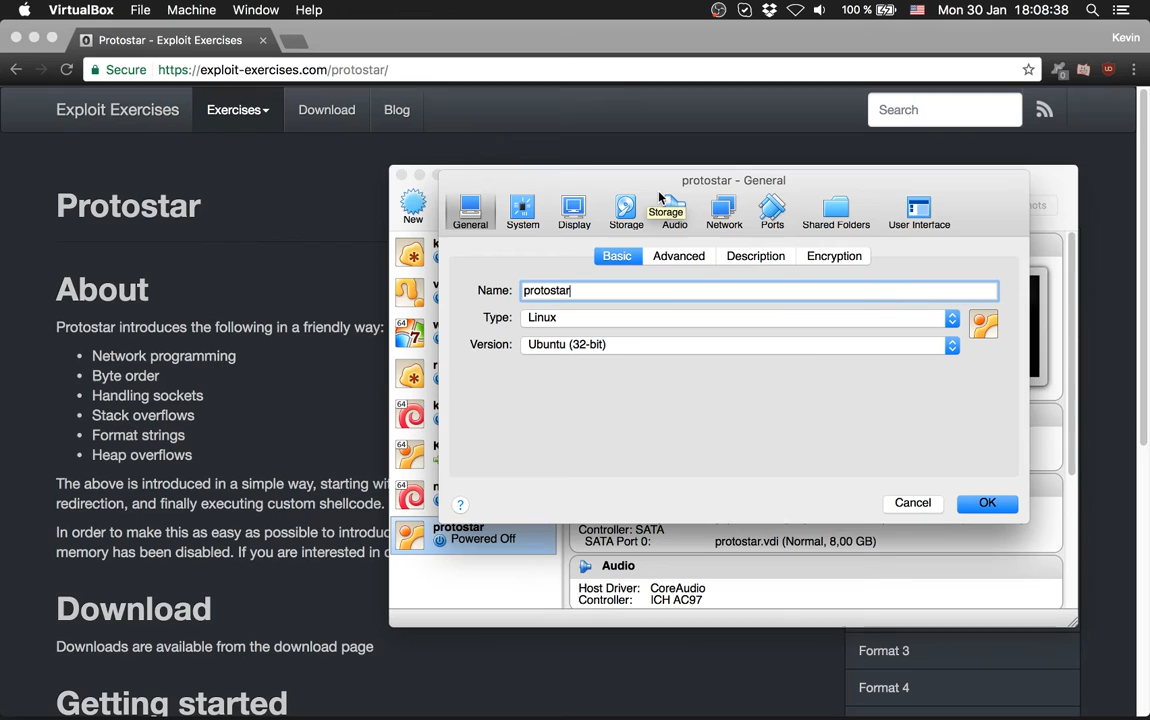 VirtualBox File Machine Window Help 100 % Mon 30 Jan 18:08:38
Protostar - Exploit Exercises
Kevin
Secure https://exploit-exercises.com/protostar/
Exploit Exercises Exercises Download Blog Search
Protostar
About
Protostar introduces the following in a friendly way:
Network programming
Byte order
Handling sockets
Stack overflows
Format strings
Heap overflows
The above is introduced in a simple way, starting
redirection, and finally executing custom shellcode.
In order to make this as easy as possible to introduc
memory has been disabled. If you are interested in
Download
Downloads are available from the download page
Getting started
Format 3
Format 4
New
protostar - General
General System Display Storage Audio Network Ports Shared Folders User Interface
Storage
Basic Advanced Description Encryption
Name: protostar
Type: Linux
Version: Ubuntu (32-bit)
? Cancel OK
64
7
64
64
64
protostar
Powered Off
Controller: SATA
SATA Port 0: protostar.vdi (Normal, 8,00 GB)
Audio
Host Driver: CoreAudio
Controller: ICH AC97